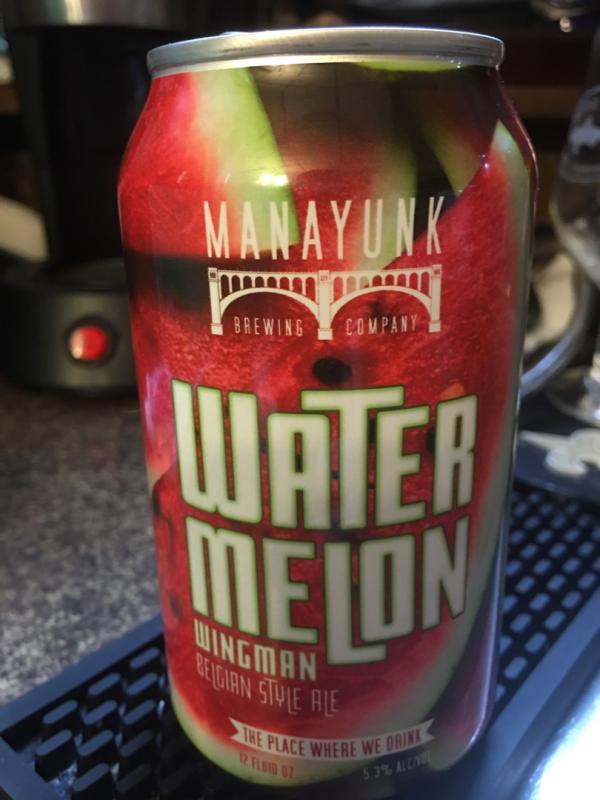 MANAYUNK
BREWING COMPANY
WATER
MELON
WINGMAN
BELGIAN STYLE ALE
THE PLACE WHERE WE DRINK
12 FLUID OZ 5.3% ALC/VOL